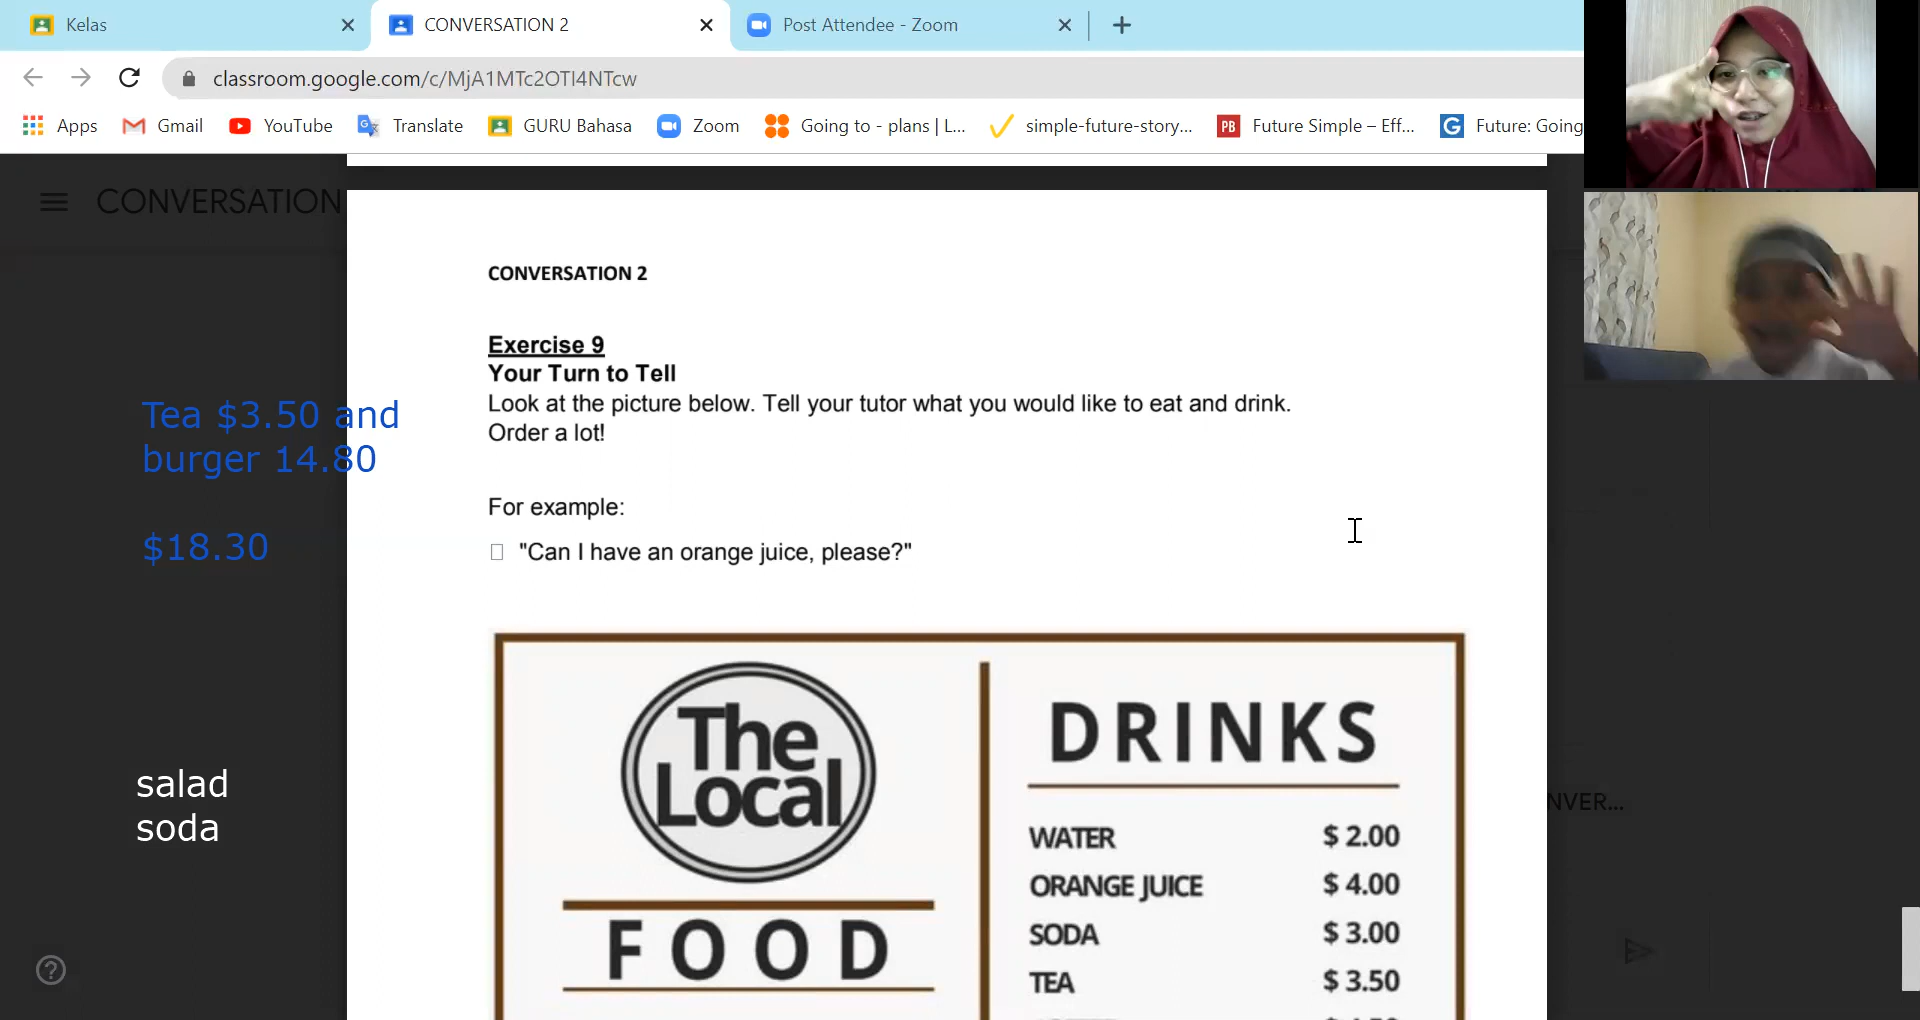 Kelas
CONVERSATION 2
Post Attendee - Zoom
classroom.google.com/c/MjA1MTc2OTI4NTcw
Apps
Gmail
YouTube
Translate
GURU Bahasa
Zoom
Going to - plans | L...
simple-future-story...
Future Simple – Eff...
Future: Going
CONVERSATION
CONVERSATION 2
Exercise 9
Your Turn to Tell
Look at the picture below. Tell your tutor what you would like to eat and drink.
Order a lot!
For example:
"Can I have an orange juice, please?"
Tea $3.50 and
burger 14.80
$18.30
salad
soda
The
Local
FOOD
DRINKS
WATER $ 2.00
ORANGE JUICE $ 4.00
SODA $ 3.00
TEA $ 3.50
NVER...